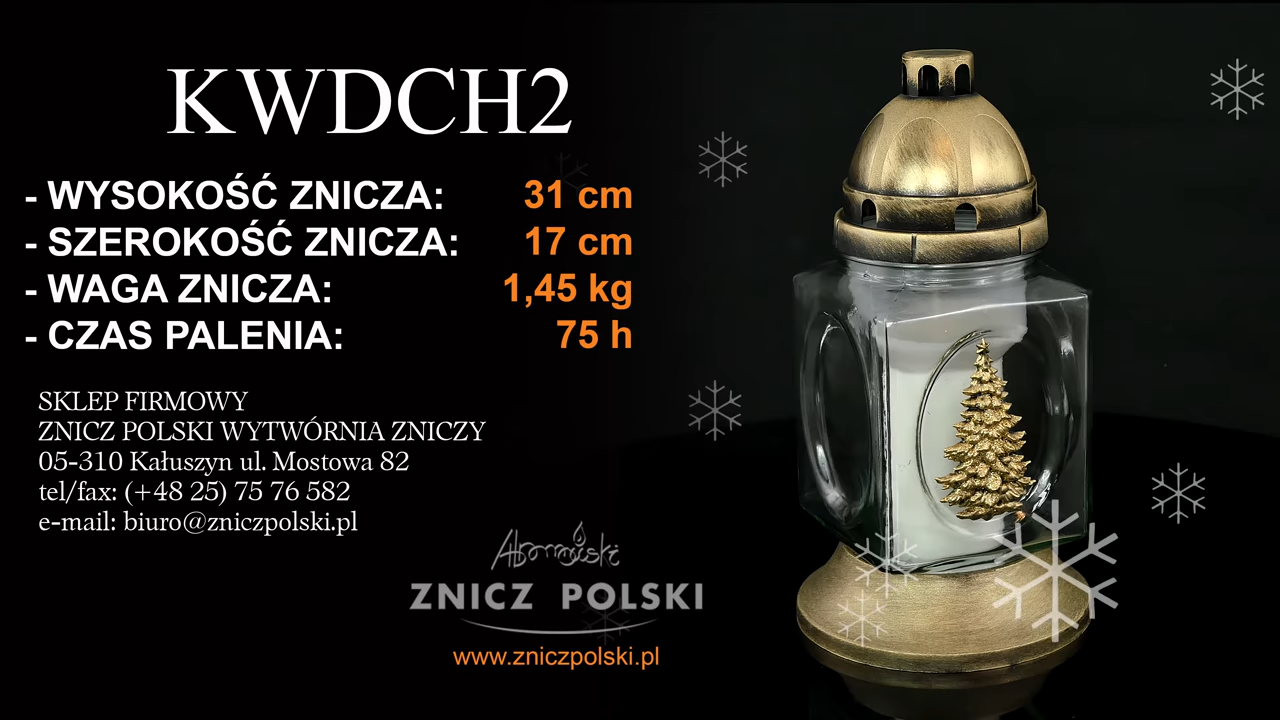 KWDCH2
- WYSOKOŚĆ ZNICZA: 31 cm
- SZEROKOŚĆ ZNICZA: 17 cm
- WAGA ZNICZA: 1,45 kg
- CZAS PALENIA: 75 h
SKLEP FIRMOWY
ZNICZ POLSKI WYTWÓRNIA ZNICZY
05-310 Kałuszyn ul. Mostowa 82
tel/fax: (+48 25) 75 76 582
e-mail: biuro@zniczpolski.pl
ZNICZ POLSKI
www.zniczpolski.pl